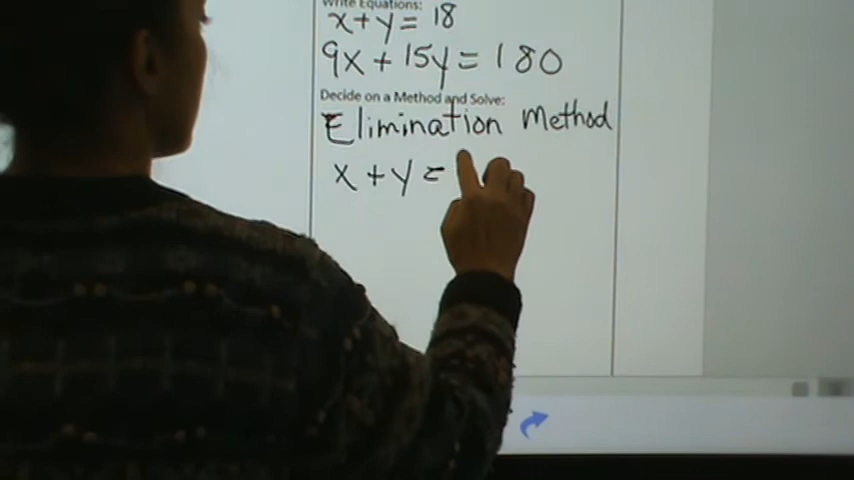 Write Equations:
x+y=18
9x+15y=180
Decide on a Method and Solve:
Elimination Method
x+y=